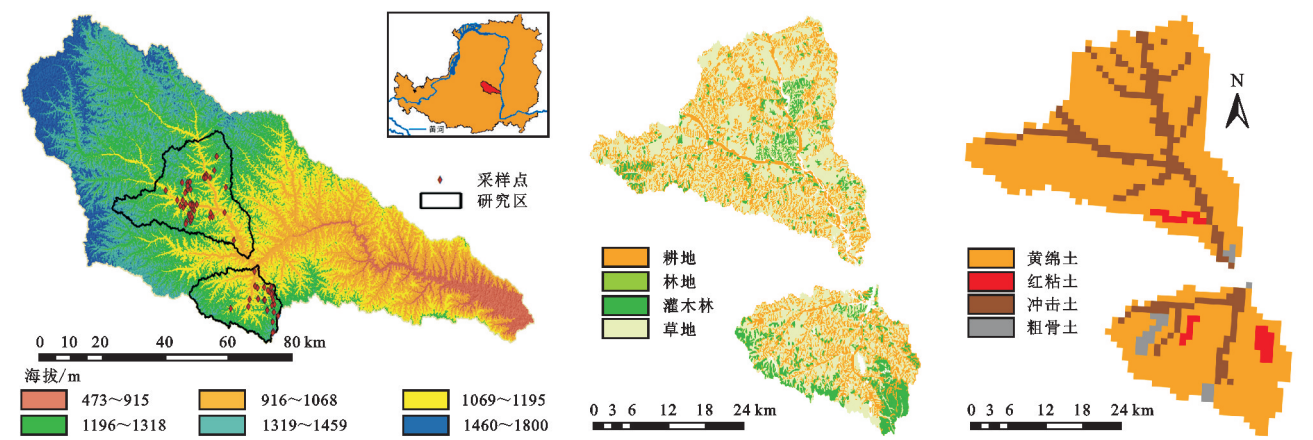 黄河
采样点
研究区
0 10 20 40 60 80 km
海拔/m
473～915
916～1068
1069～1195
1196～1318
1319～1459
1460～1800
耕地
林地
灌木林
草地
0 3 6 12 18 24 km
N
黄绵土
红粘土
冲击土
粗骨土
0 3 6 12 18 24 km